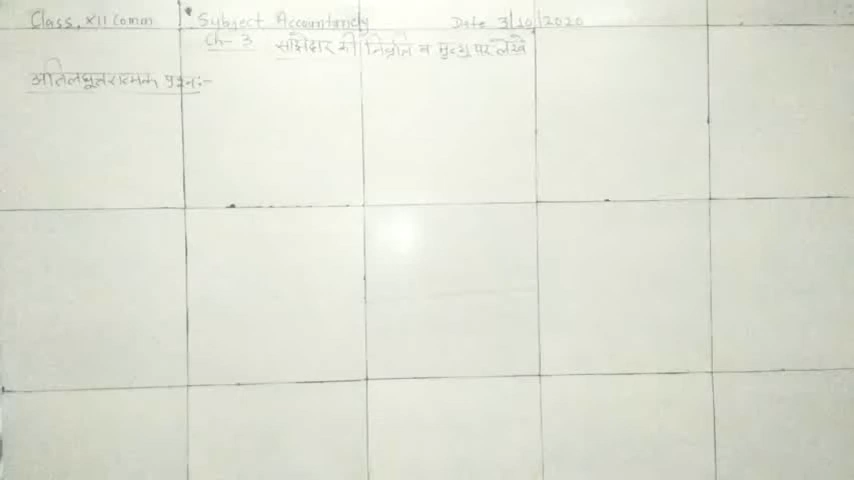 Class, XII Comm Subject Accountancy Date 3/10/2020
Ch- 3 साझेदार की निवृति व मृत्यु पर लेखे
अतिलघुत्तरात्मक प्रश्न:-